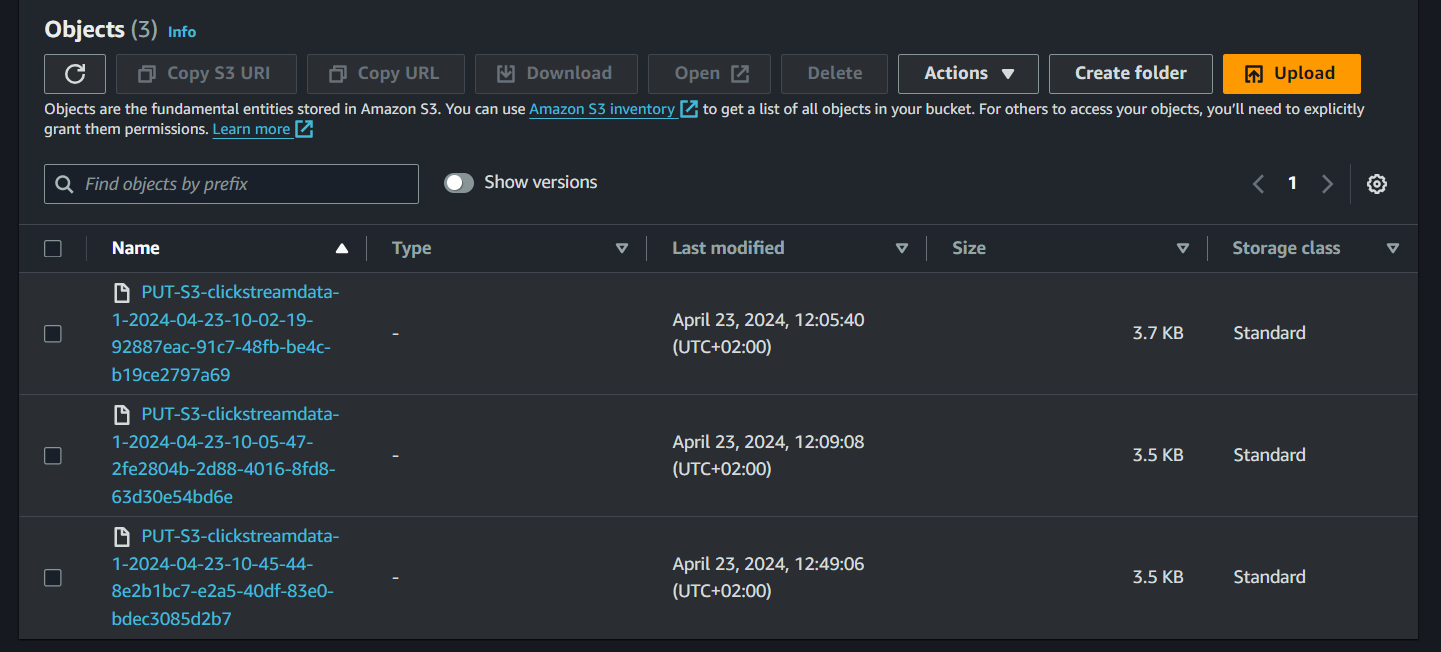 Objects (3) Info
Copy S3 URI Copy URL Download Open Delete Actions Create folder Upload
Objects are the fundamental entities stored in Amazon S3. You can use Amazon S3 inventory to get a list of all objects in your bucket. For others to access your objects, you'll need to explicitly
grant them permissions. Learn more
Find objects by prefix Show versions 1
Name Type Last modified Size Storage class
PUT-S3-clickstreamdata-
1-2024-04-23-10-02-19-
92887eac-91c7-48fb-be4c-
b19ce2797a69
-
April 23, 2024, 12:05:40
(UTC+02:00)
3.7 KB
Standard
PUT-S3-clickstreamdata-
1-2024-04-23-10-05-47-
2fe2804b-2d88-4016-8fd8-
63d30e54bd6e
-
April 23, 2024, 12:09:08
(UTC+02:00)
3.5 KB
Standard
PUT-S3-clickstreamdata-
1-2024-04-23-10-45-44-
8e2b1bc7-e2a5-40df-83e0-
bdec3085d2b7
-
April 23, 2024, 12:49:06
(UTC+02:00)
3.5 KB
Standard